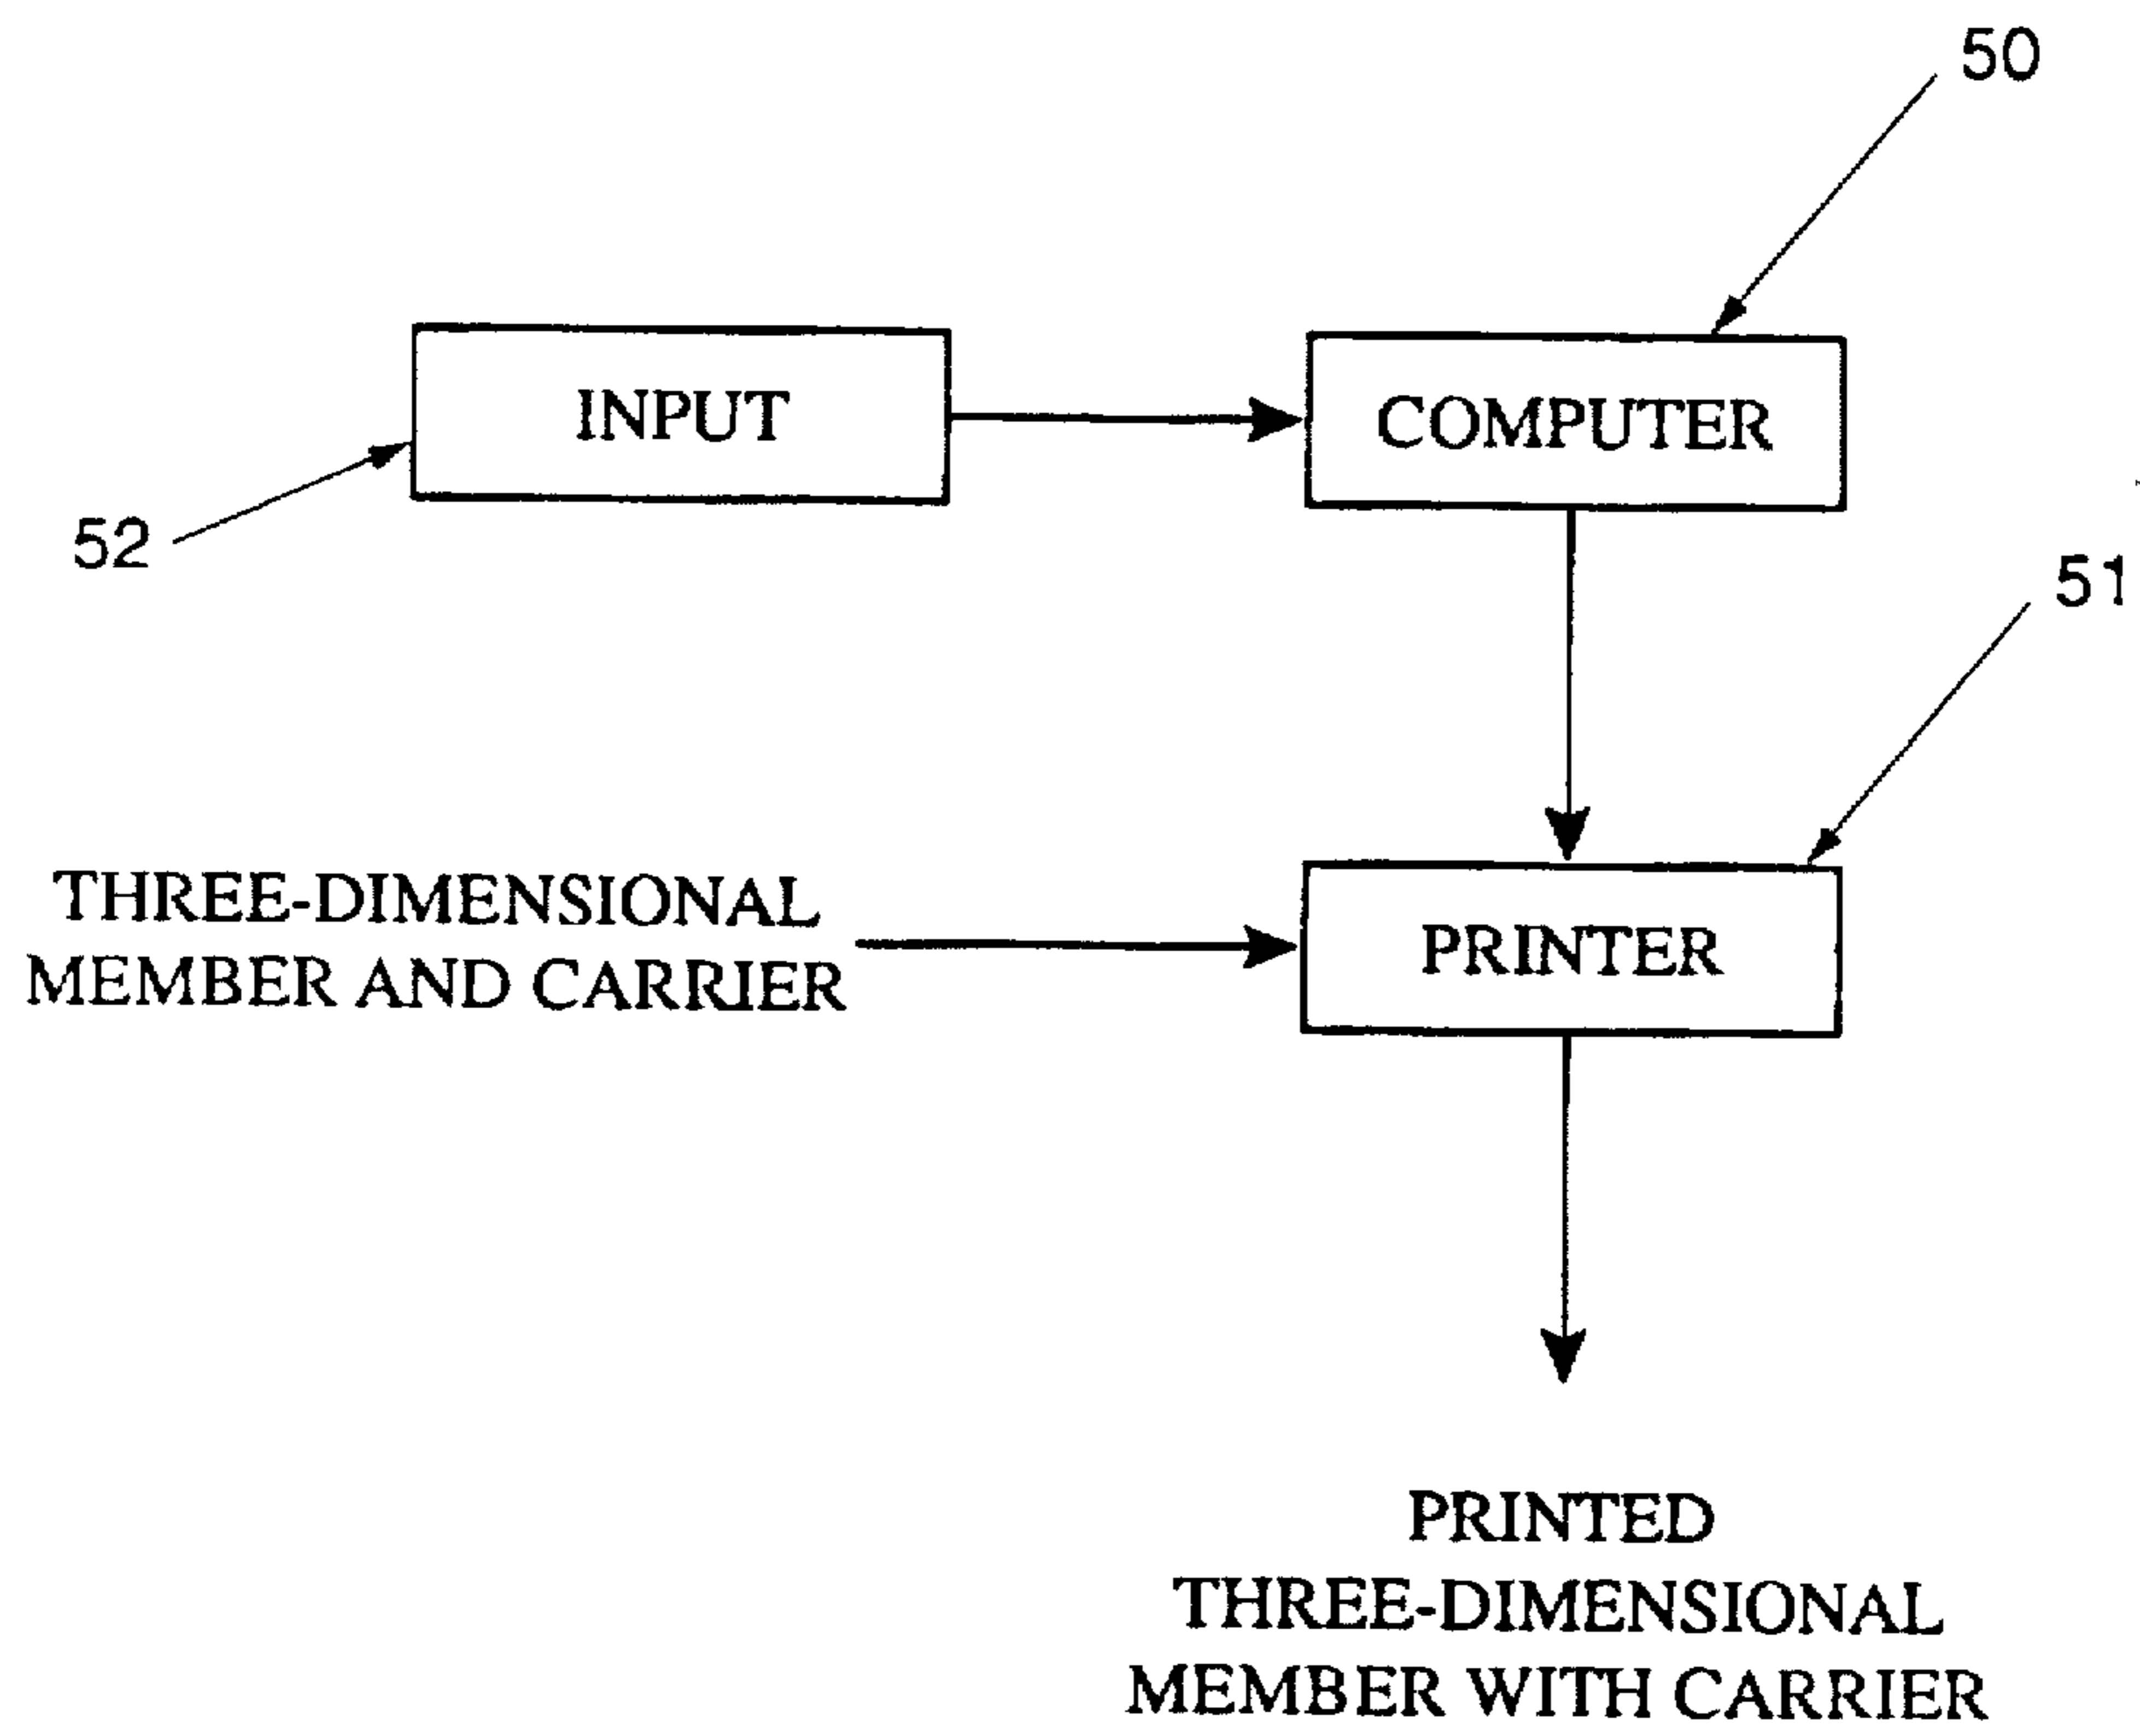 50
INPUT
COMPUTER
52
51
THREE-DIMENSIONAL
MEMBER AND CARRIER
PRINTER
PRINTED
THREE-DIMENSIONAL
MEMBER WITH CARRIER